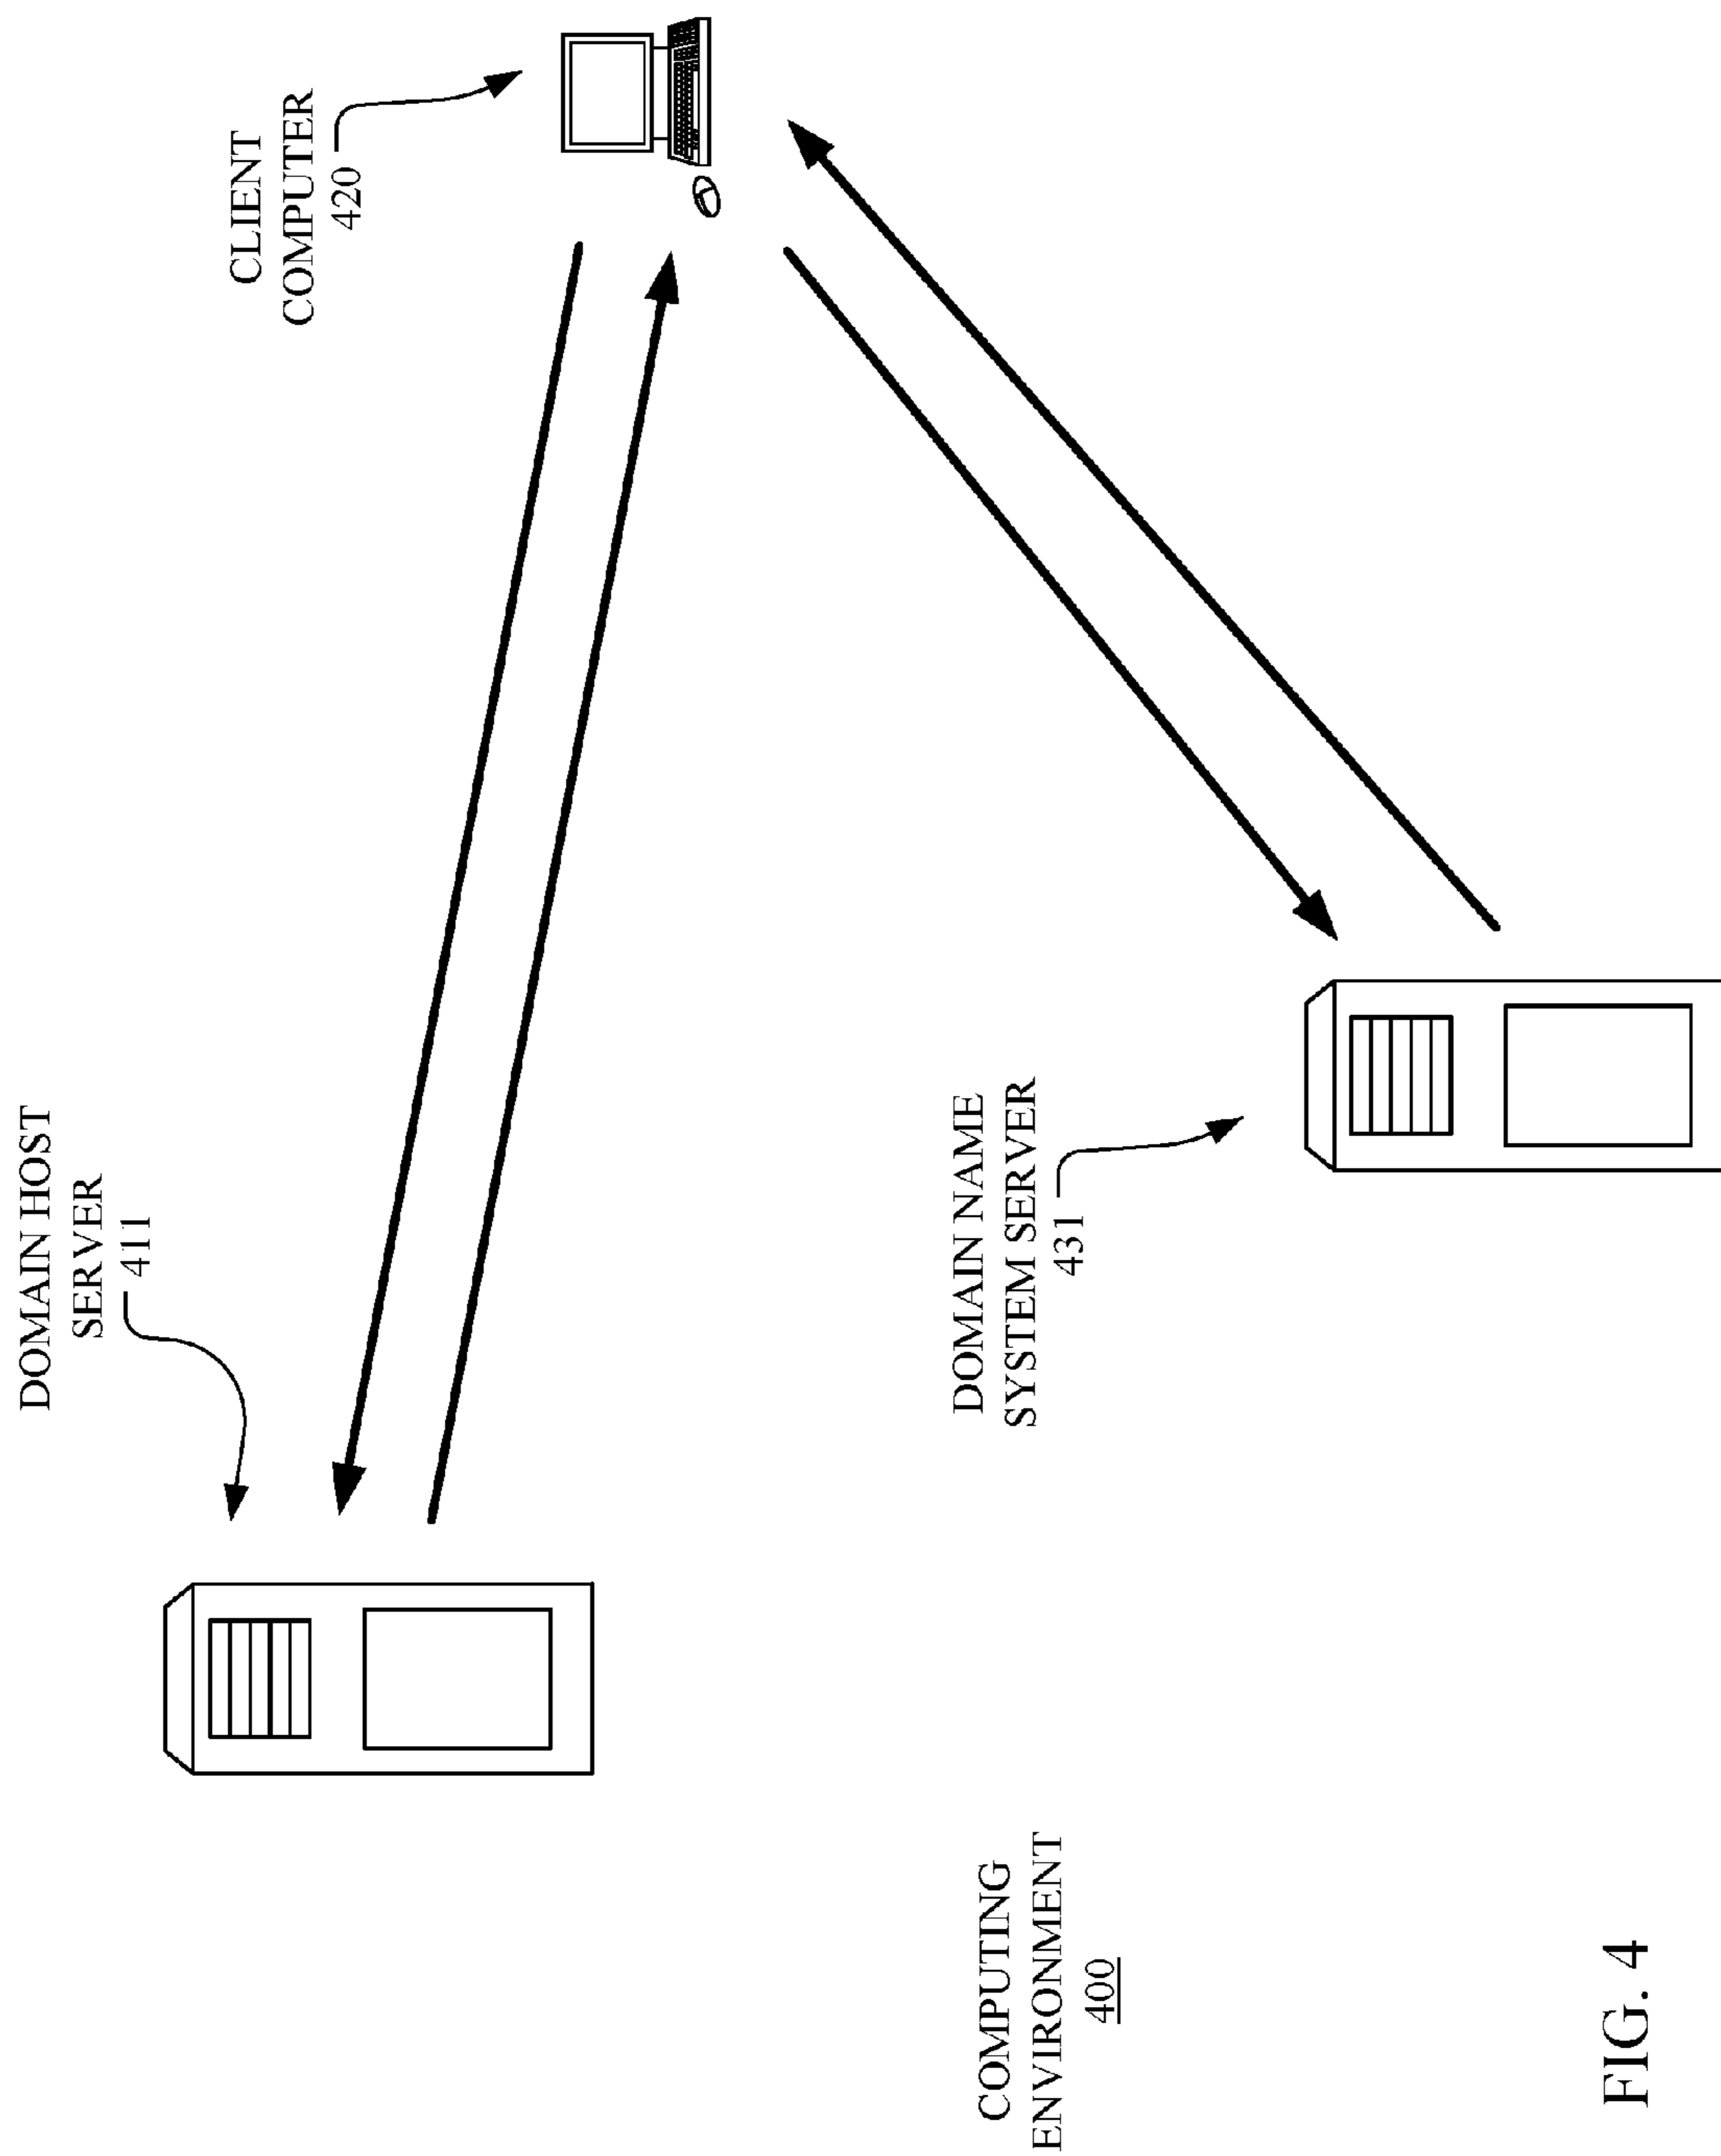 DOMAIN HOST
SERVER
411
CLIENT
COMPUTER
420
DOMAIN NAME
SYSTEM SERVER
431
COMPUTING
ENVIRONMENT
400
FIG. 4